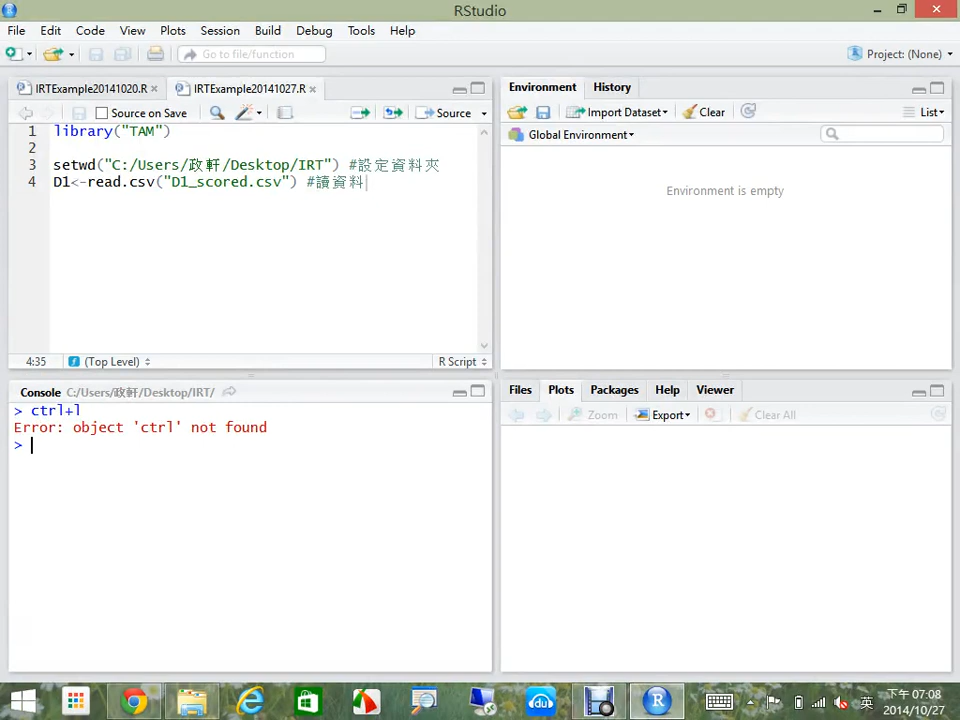 RStudio
File Edit Code View Plots Session Build Debug Tools Help
Go to file/function Project: (None)
IRTExample20141020.R IRTExample20141027.R
Source on Save Source
1 library("TAM")
2
3 setwd("C:/Users/政軒/Desktop/IRT") #設定資料夾
4 D1<-read.csv("D1_scored.csv") #讀資料
4:35 (Top Level) R Script
Console C:/Users/政軒/Desktop/IRT/
> ctrl+l
Error: object 'ctrl' not found
>
Environment History
Import Dataset Clear List
Global Environment
Environment is empty
Files Plots Packages Help Viewer
Zoom Export Clear All
du
英
下午 07:08
2014/10/27